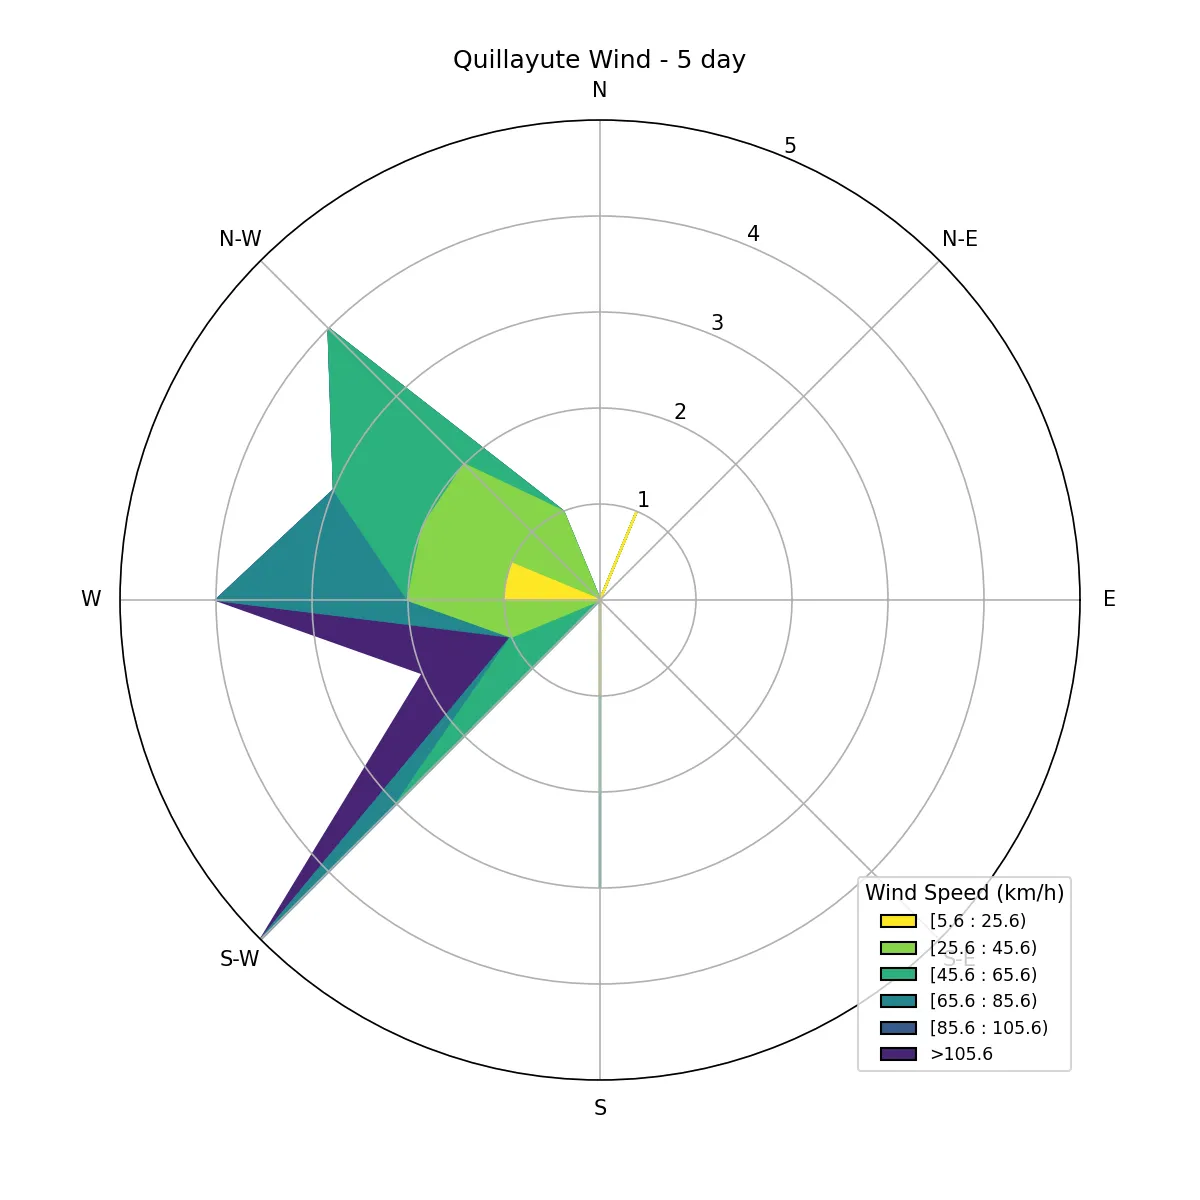 Quillayute Wind - 5 day
N
5
N-W
4
N-E
3
2
1
W
E
Wind Speed (km/h)
[5.6 : 25.6)
[25.6 : 45.6)
S-W
S-E
[45.6 : 65.6)
[65.6 : 85.6)
[85.6 : 105.6)
>105.6
S